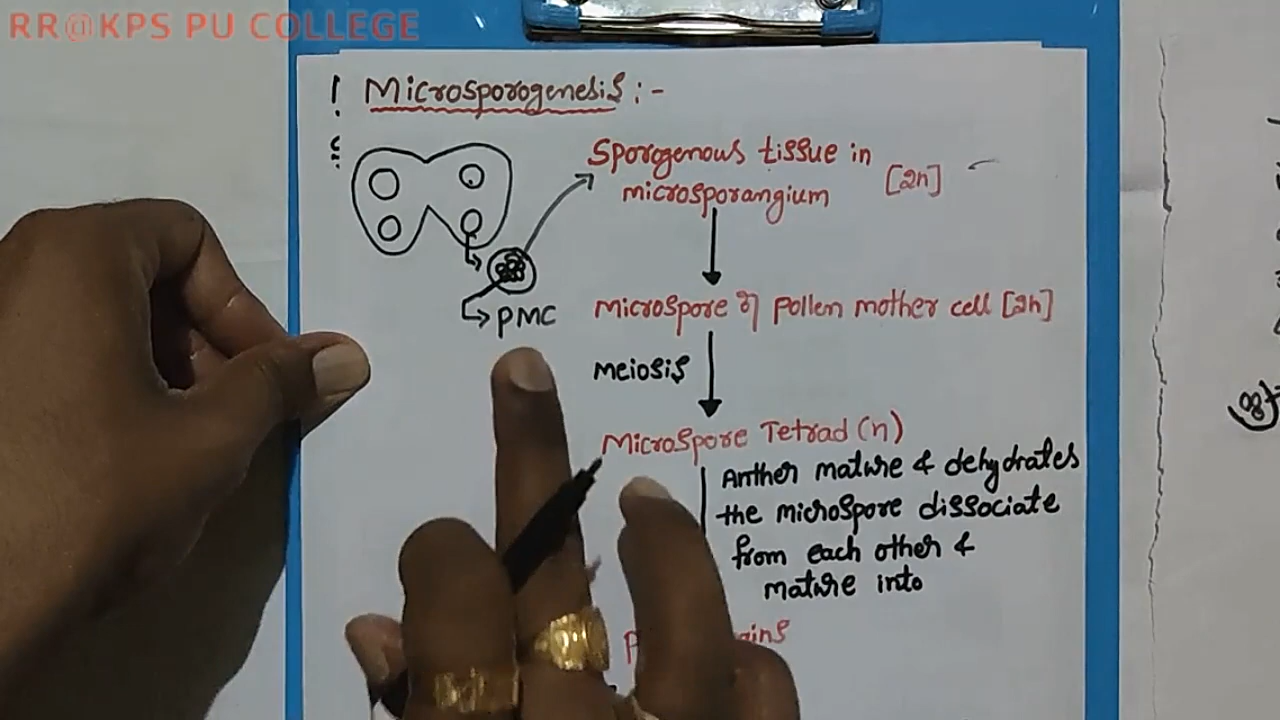 RR@KPS PU COLLEGE
Microsporogenesis :-
Sporogenous tissue in
microsporangium [2n]
PMC
Microspore or pollen mother cell [2n]
Meiosis
Microspore Tetrad (n)
Anther mature & dehydrates
the microspore dissociate
from each other &
mature into